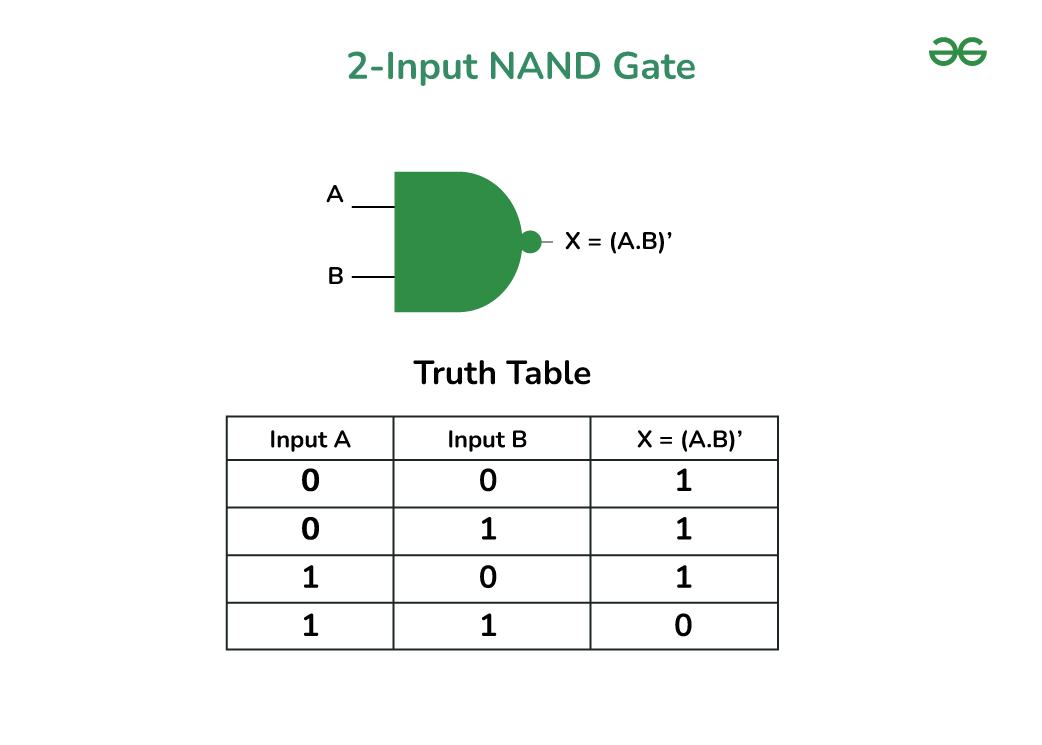 2-Input NAND Gate
A
X = (A.B)’
B
Truth Table
Input A Input B X = (A.B)’
0 0 1
0 1 1
1 0 1
1 1 0